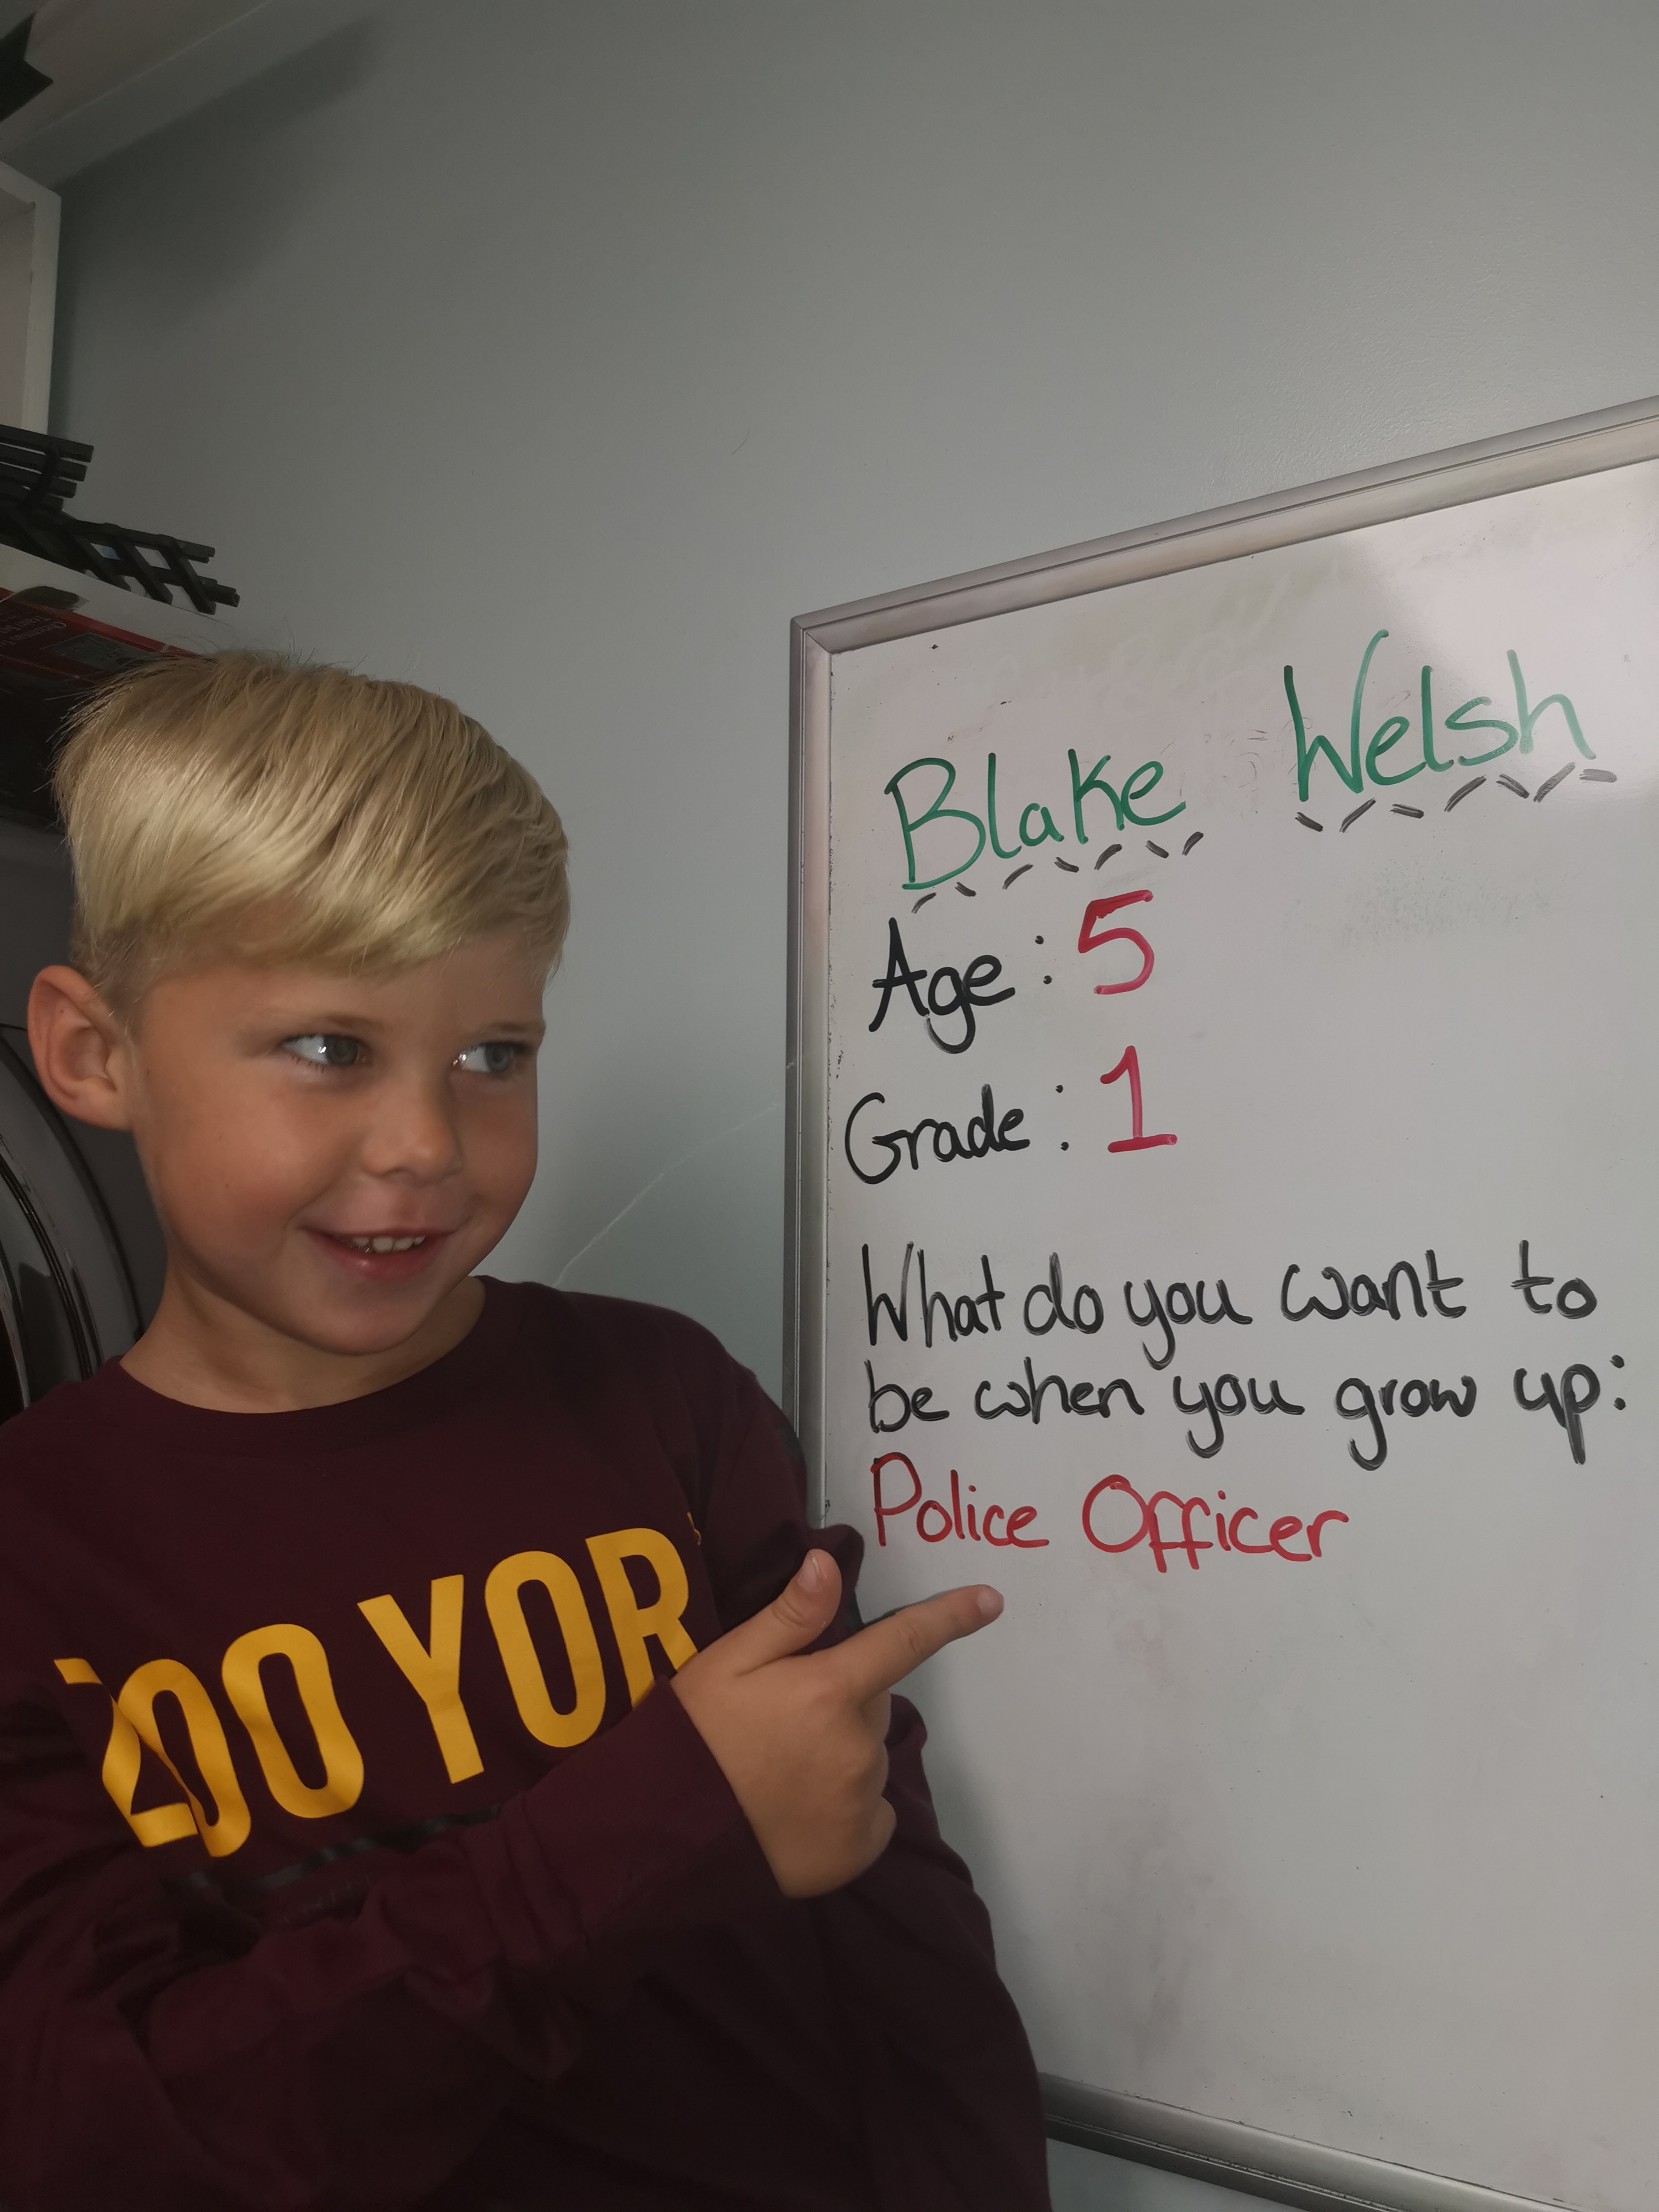 Blake Welsh
Age: 5
Grade: 1
What do you want to
be when you grow up:
Police Officer
YOR